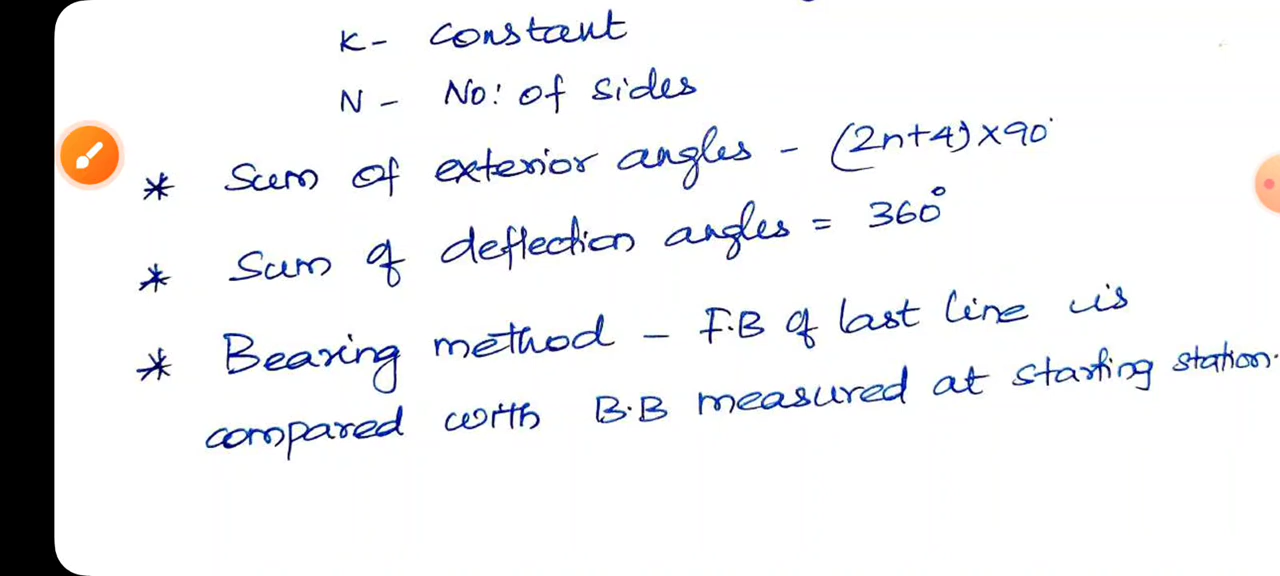 K- constant
N - No: of sides
* Sum of exterior angles - (2n+4)×90°
* Sum of deflection angles = 360°
* Bearing method - F.B of last line is
compared with B.B measured at starting station.